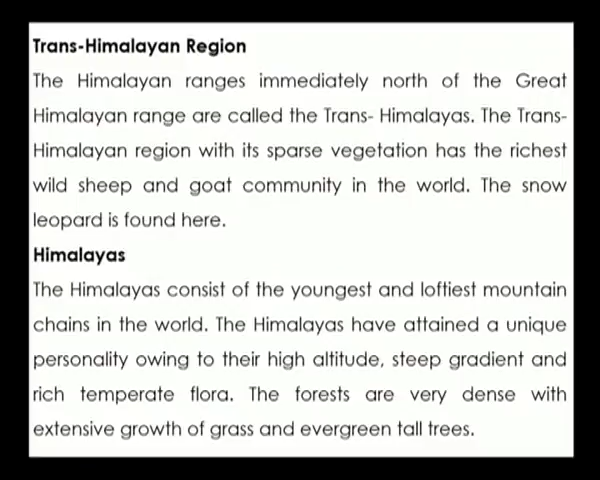 Trans-Himalayan Region
The Himalayan ranges immediately north of the Great
Himalayan range are called the Trans- Himalayas. The Trans-
Himalayan region with its sparse vegetation has the richest
wild sheep and goat community in the world. The snow
leopard is found here.
Himalayas
The Himalayas consist of the youngest and loftiest mountain
chains in the world. The Himalayas have attained a unique
personality owing to their high altitude, steep gradient and
rich temperate flora. The forests are very dense with
extensive growth of grass and evergreen tall trees.